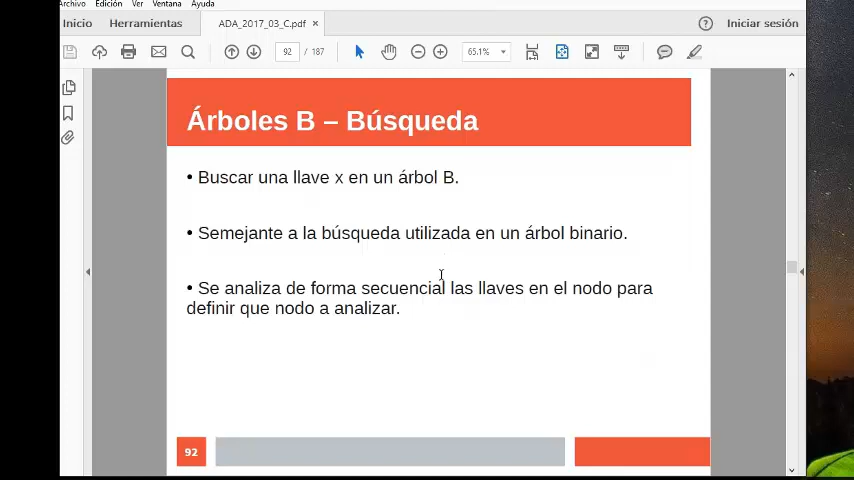 Archivo Edición Ver Ventana Ayuda
Inicio Herramientas ADA_2017_03_C.pdf × ? Iniciar sesión
92 / 187 65.1%
Árboles B – Búsqueda
• Buscar una llave x en un árbol B.
• Semejante a la búsqueda utilizada en un árbol binario.
• Se analiza de forma secuencial las llaves en el nodo para
definir que nodo a analizar.
92